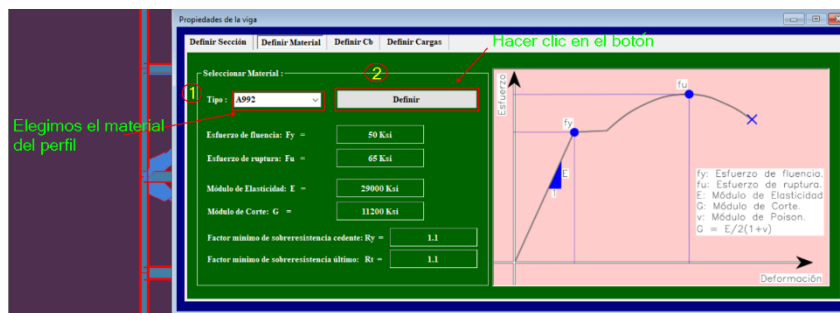 Propiedades de la viga
Definir Sección
Definir Material
Definir Cb
Definir Cargas
Hacer clic en el botón
Seleccionar Material :
2
1
Tipo :
A992
Definir
Elegimos el material
del perfil
Esfuerzo de fluencia: Fy =
50 Ksi
Esfuerzo de ruptura: Fu =
65 Ksi
Módulo de Elasticidad: E =
29000 Ksi
Módulo de Corte: G =
11200 Ksi
Factor minimo de sobreresistencia cedente: Ry =
1.1
Factor minimo de sobreresistencia último: Rt =
1.1
Esfuerzo
fu
fy
E
1
fy: Esfuerzo de fluencia.
fu: Esfuerzo de ruptura.
E: Módulo de Elasticidad
G: Módulo de Corte.
v: Módulo de Poison.
G = E/2(1+v)
Deformación